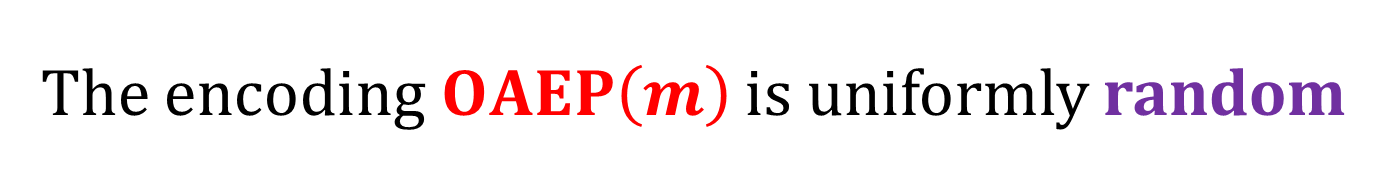 The encoding OAEP(m) is uniformly random